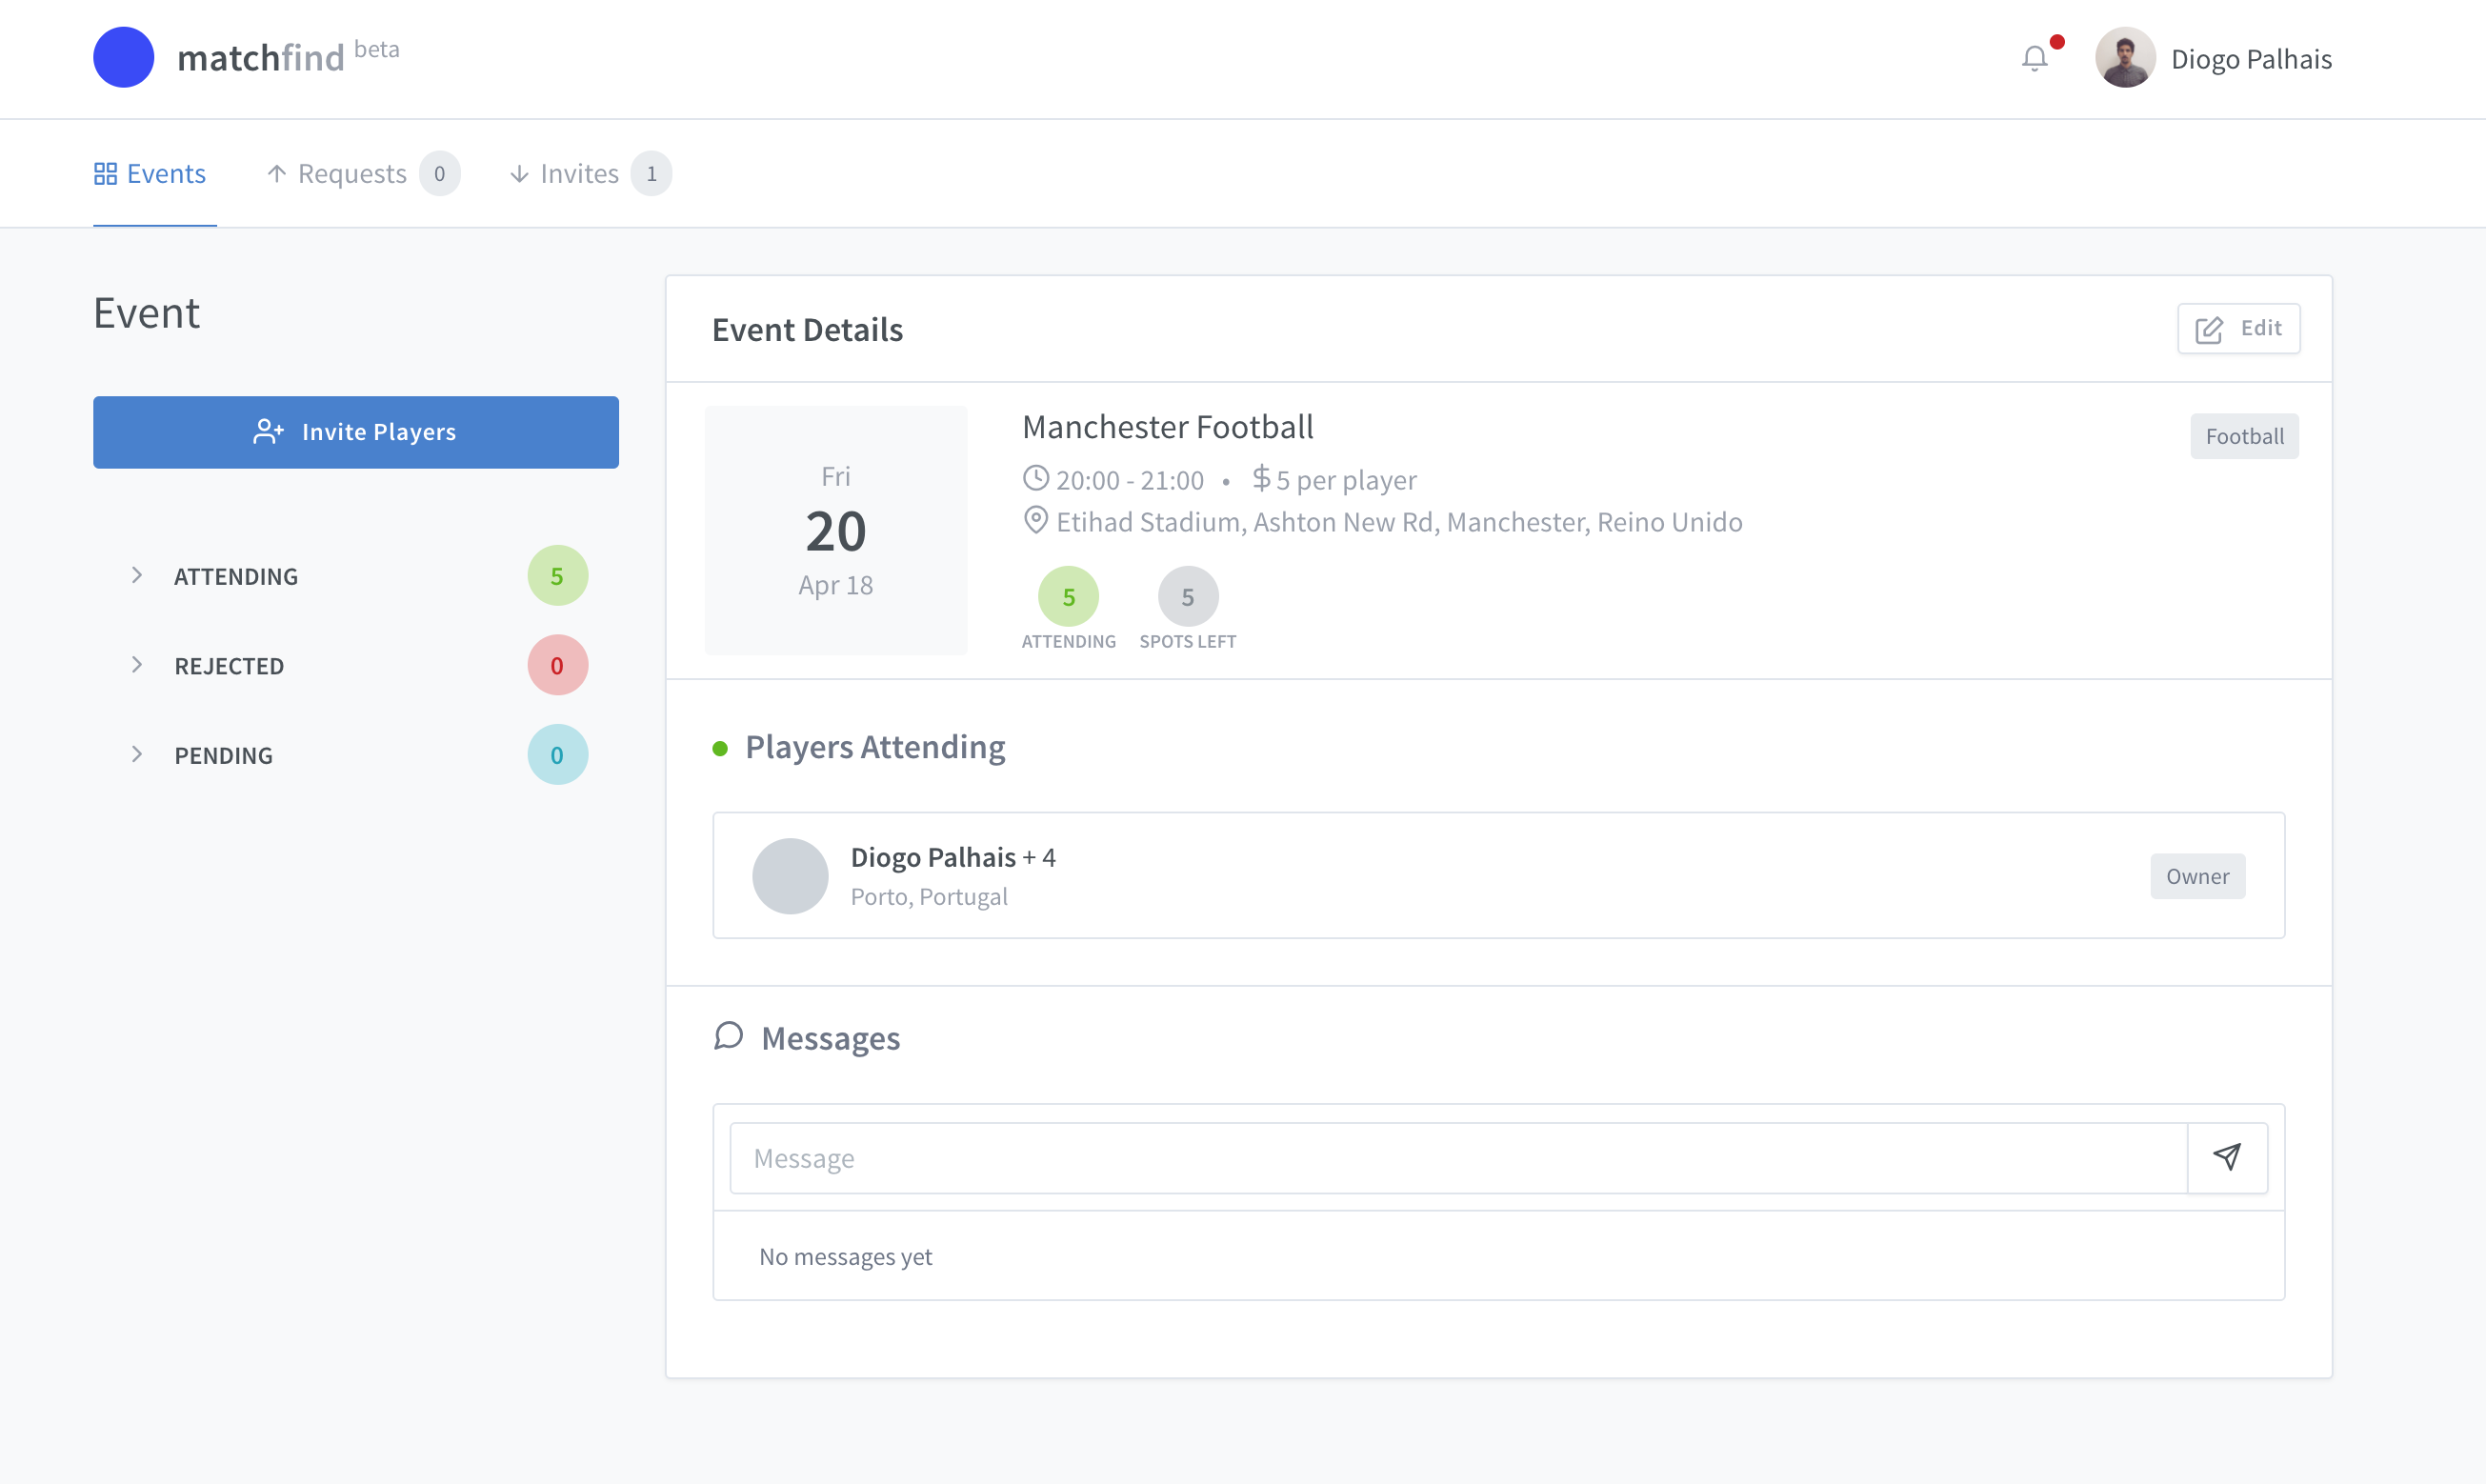 matchfind beta
Diogo Palhais
Events
Requests 0
Invites 1
Event
Invite Players
ATTENDING 5
REJECTED 0
PENDING 0
Event Details
Edit
Fri
20
Apr 18
Manchester Football
Football
20:00 - 21:00 • $5 per player
Etihad Stadium, Ashton New Rd, Manchester, Reino Unido
5
ATTENDING
5
SPOTS LEFT
Players Attending
Diogo Palhais + 4
Porto, Portugal
Owner
Messages
Message
No messages yet